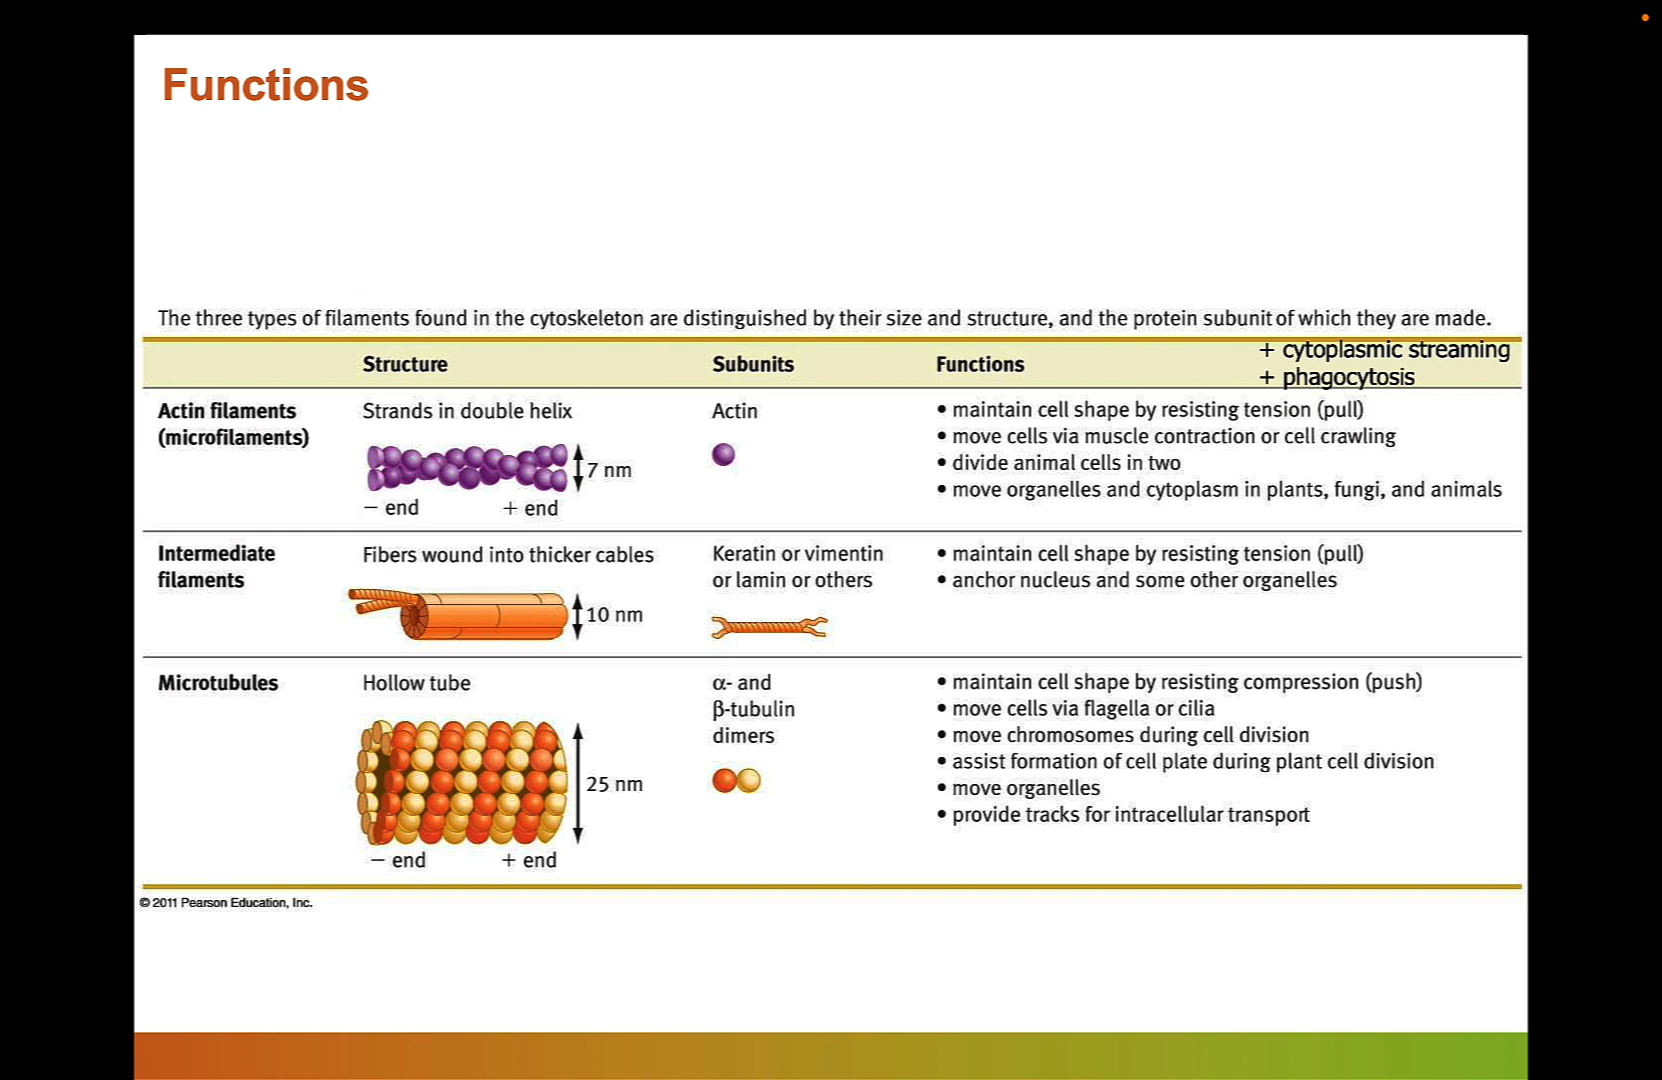 Functions
The three types of filaments found in the cytoskeleton are distinguished by their size and structure, and the protein subunit of which they are made.
Structure
Subunits
Functions
+ cytoplasmic streaming
+ phagocytosis
Actin filaments
(microfilaments)
Strands in double helix
7 nm
− end
+ end
Actin
• maintain cell shape by resisting tension (pull)
• move cells via muscle contraction or cell crawling
• divide animal cells in two
• move organelles and cytoplasm in plants, fungi, and animals
Intermediate
filaments
Fibers wound into thicker cables
10 nm
Keratin or vimentin
or lamin or others
• maintain cell shape by resisting tension (pull)
• anchor nucleus and some other organelles
Microtubules
Hollow tube
25 nm
− end
+ end
α- and
β-tubulin
dimers
• maintain cell shape by resisting compression (push)
• move cells via flagella or cilia
• move chromosomes during cell division
• assist formation of cell plate during plant cell division
• move organelles
• provide tracks for intracellular transport
© 2011 Pearson Education, Inc.